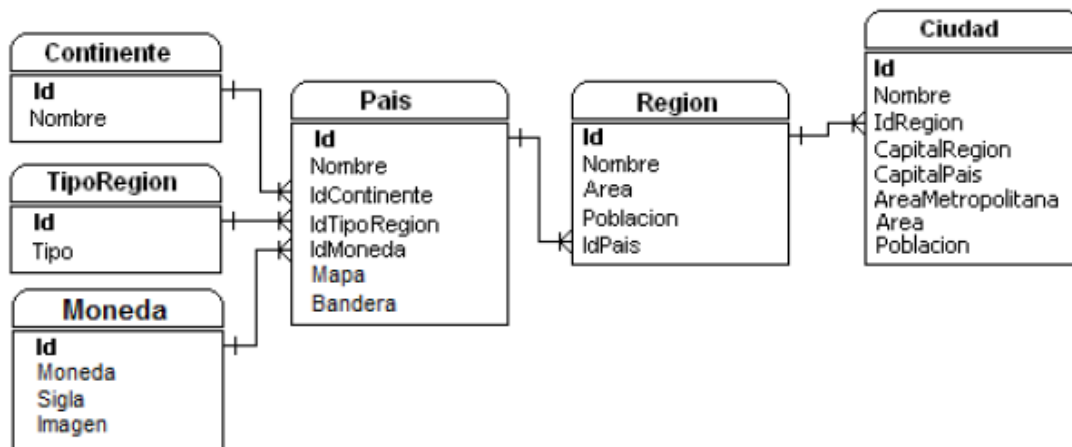 Continente
Id
Nombre
TipoRegion
Id
Tipo
Moneda
Id
Moneda
Sigla
Imagen
Pais
Id
Nombre
IdContinente
IdTipoRegion
IdMoneda
Mapa
Bandera
Region
Id
Nombre
Area
Poblacion
IdPais
Ciudad
Id
Nombre
IdRegion
CapitalRegion
CapitalPais
AreaMetropolitana
Area
Poblacion